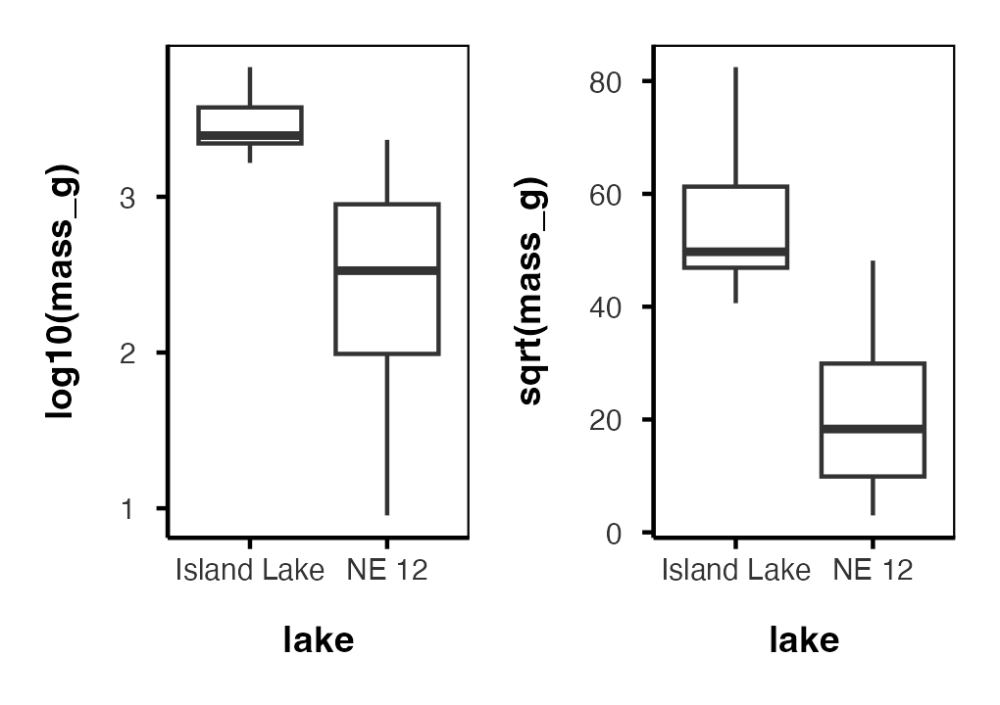 log10(mass_g)
3
2
1
Island Lake NE 12
lake
sqrt(mass_g)
80
60
40
20
0
Island Lake NE 12
lake